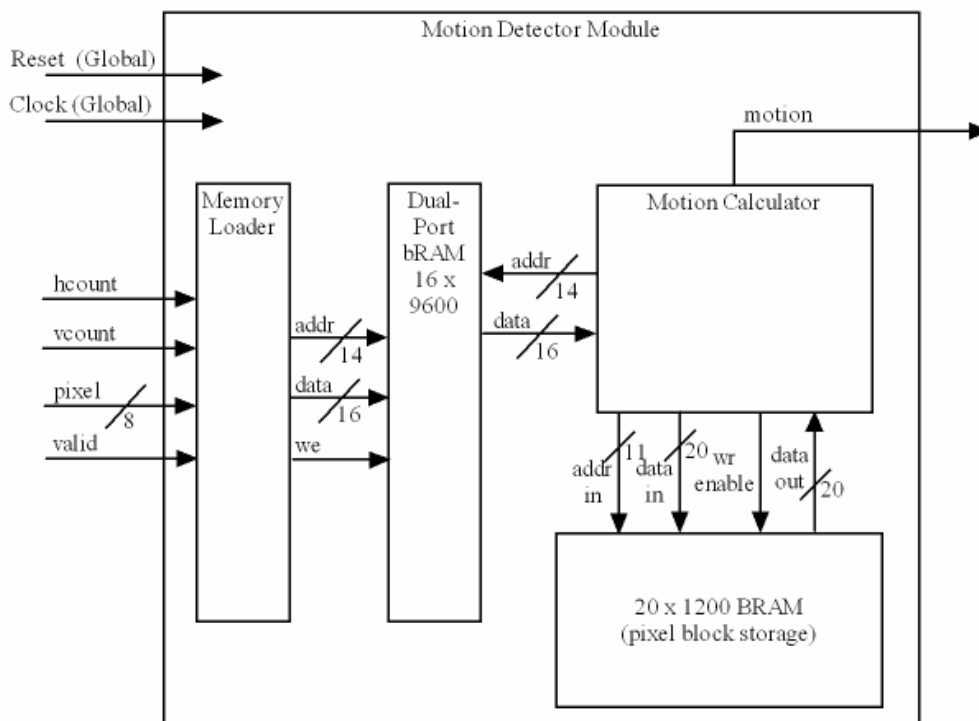 Motion Detector Module
Reset (Global)
Clock (Global)
motion
Memory
Loader
Dual-
Port
bRAM
16 x
9600
Motion Calculator
hcount
vcount
pixel
8
valid
addr
14
data
16
we
addr
14
data
16
11
addr
in
20
data
in
wr
enable
data
out
20
20 x 1200 BRAM
(pixel block storage)